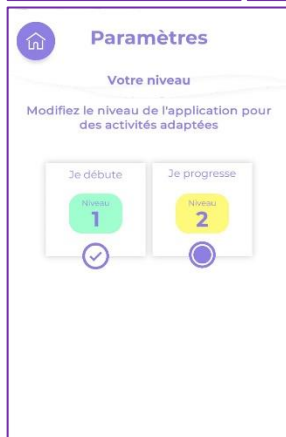 Paramètres
Votre niveau
Modifiez le niveau de l'application pour
des activités adaptées
Je débute
Niveau
1
Je progresse
Niveau
2